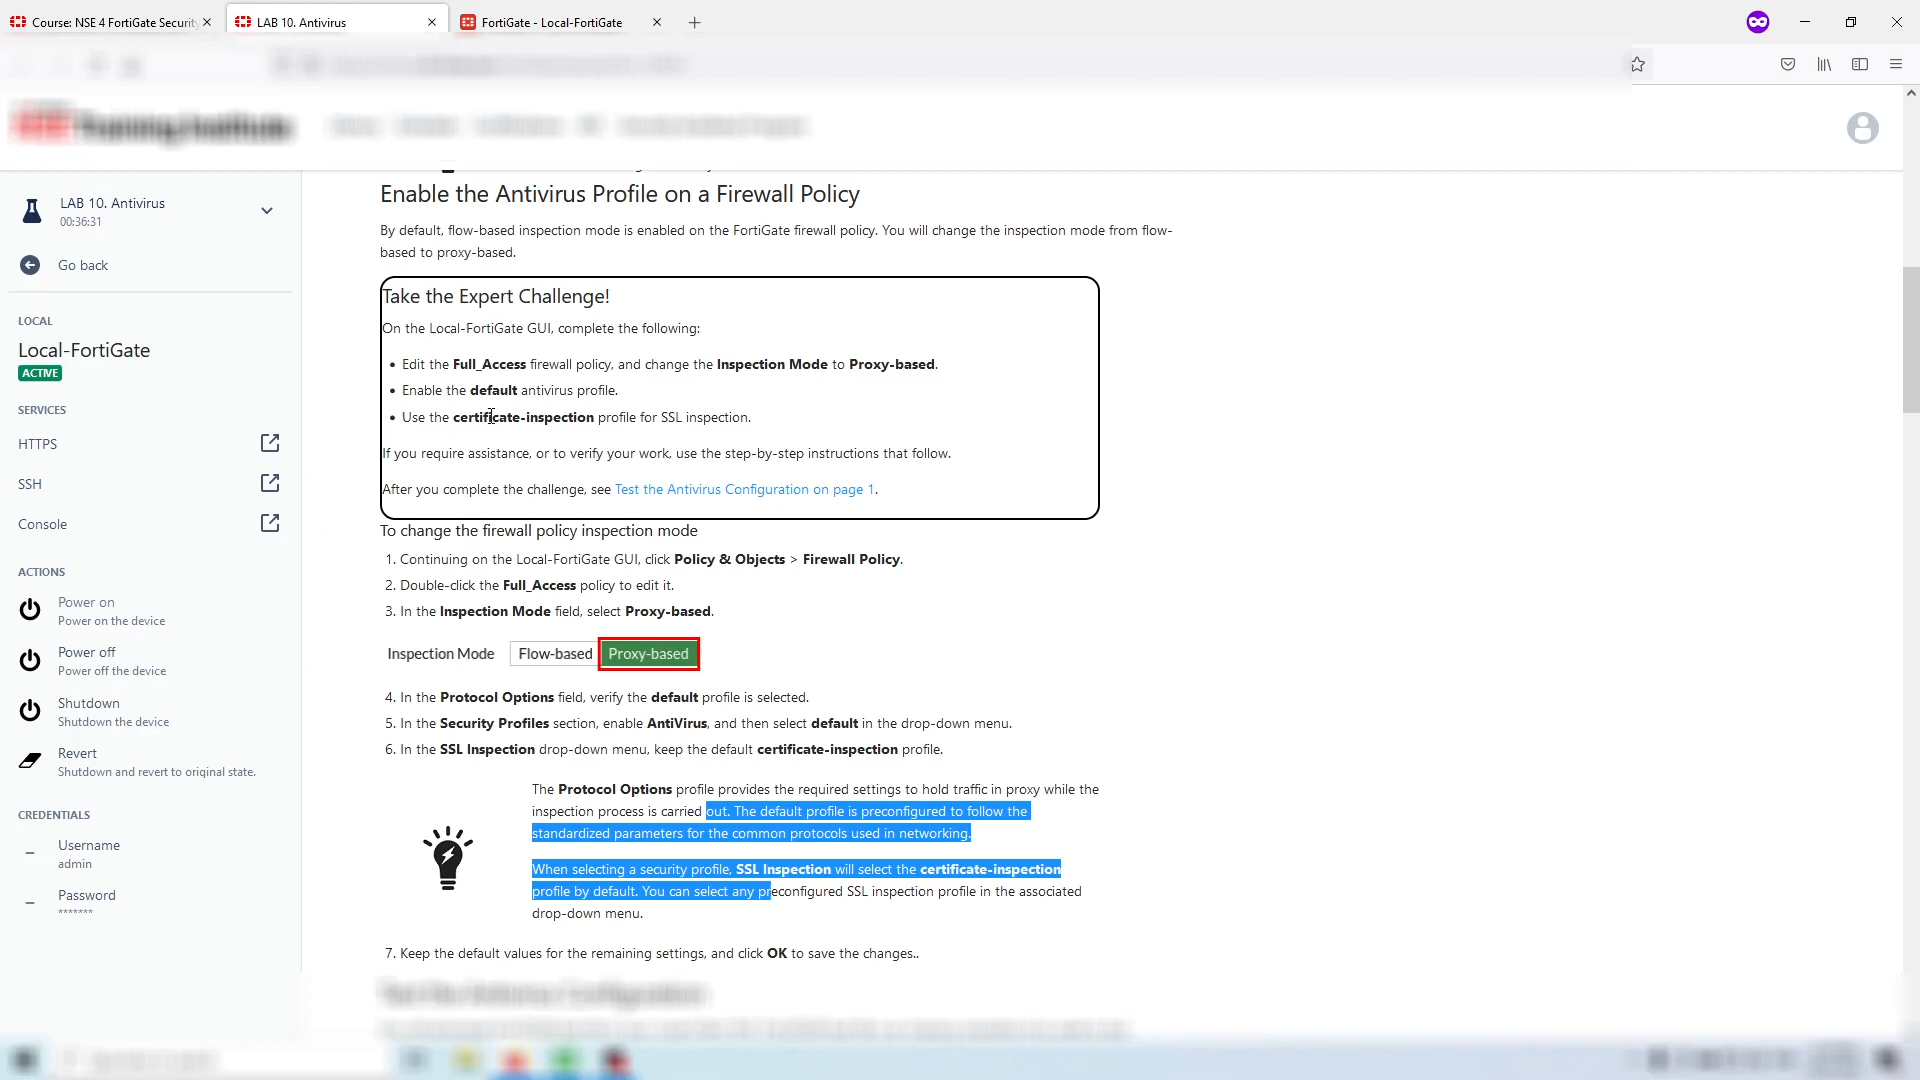 Course: NSE 4 FortiGate Security
LAB 10. Antivirus
FortiGate - Local-FortiGate
LAB 10. Antivirus
00:36:31
Go back
LOCAL
Local-FortiGate
ACTIVE
SERVICES
HTTPS
SSH
Console
ACTIONS
Power on
Power on the device
Power off
Power off the device
Shutdown
Shutdown the device
Revert
Shutdown and revert to original state.
CREDENTIALS
Username
admin
Password
*******
Enable the Antivirus Profile on a Firewall Policy
By default, flow-based inspection mode is enabled on the FortiGate firewall policy. You will change the inspection mode from flow-
based to proxy-based.
Take the Expert Challenge!
On the Local-FortiGate GUI, complete the following:
• Edit the Full_Access firewall policy, and change the Inspection Mode to Proxy-based.
• Enable the default antivirus profile.
• Use the certificate-inspection profile for SSL inspection.
If you require assistance, or to verify your work, use the step-by-step instructions that follow.
After you complete the challenge, see Test the Antivirus Configuration on page 1.
To change the firewall policy inspection mode
1. Continuing on the Local-FortiGate GUI, click Policy & Objects > Firewall Policy.
2. Double-click the Full_Access policy to edit it.
3. In the Inspection Mode field, select Proxy-based.
Inspection Mode Flow-based Proxy-based
4. In the Protocol Options field, verify the default profile is selected.
5. In the Security Profiles section, enable AntiVirus, and then select default in the drop-down menu.
6. In the SSL Inspection drop-down menu, keep the default certificate-inspection profile.
The Protocol Options profile provides the required settings to hold traffic in proxy while the
inspection process is carried out. The default profile is preconfigured to follow the
standardized parameters for the common protocols used in networking.
When selecting a security profile, SSL Inspection will select the certificate-inspection
profile by default. You can select any preconfigured SSL inspection profile in the associated
drop-down menu.
7. Keep the default values for the remaining settings, and click OK to save the changes..